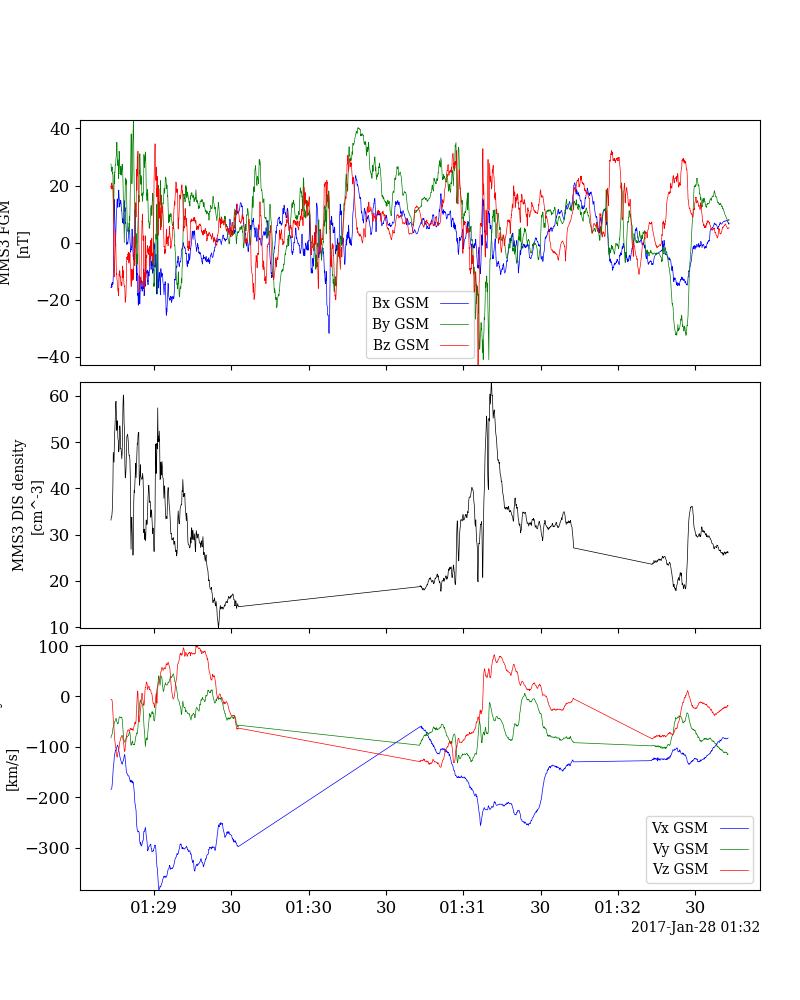 MMS3 FGM
[nT]
40
20
0
−20
−40
Bx GSM
By GSM
Bz GSM
MMS3 DIS density
[cm^-3]
60
50
40
30
20
10
[km/s]
100
0
−100
−200
−300
Vx GSM
Vy GSM
Vz GSM
01:29 30 01:30 30 01:31 30 01:32 30
2017-Jan-28 01:32